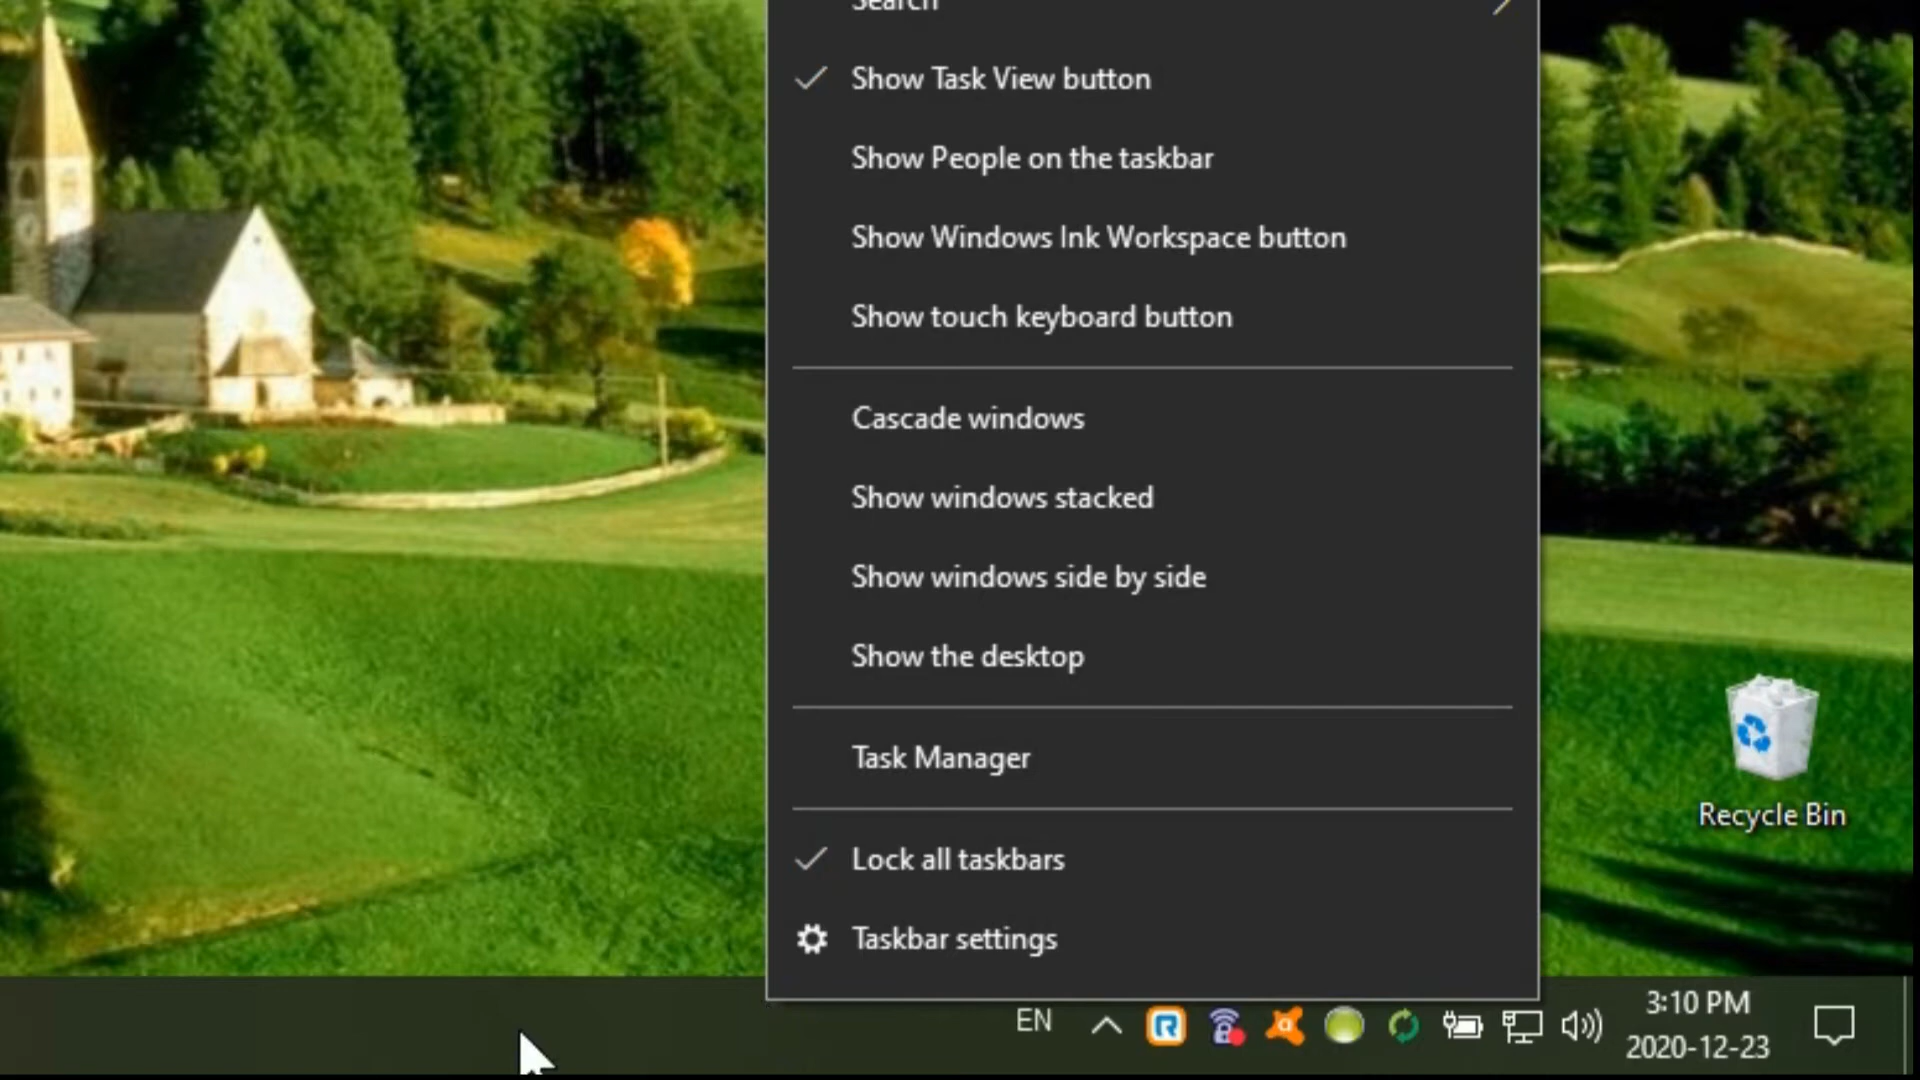 Search
Show Task View button
Show People on the taskbar
Show Windows Ink Workspace button
Show touch keyboard button
Cascade windows
Show windows stacked
Show windows side by side
Show the desktop
Task Manager
Lock all taskbars
Taskbar settings
Recycle Bin
EN
3:10 PM
2020-12-23